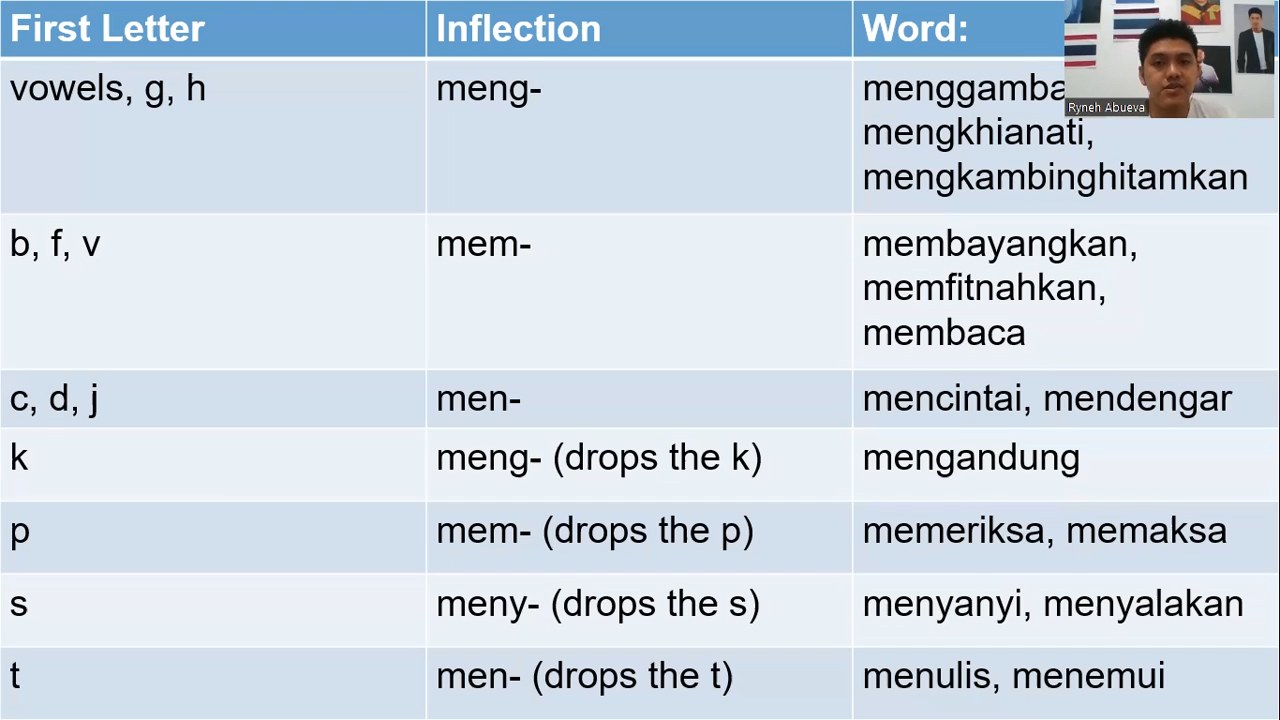 First Letter
Inflection
Word:
vowels, g, h
meng-
mengkhianati,
mengkambinghitamkan
b, f, v
mem-
membayangkan,
memfitnahkan,
membaca
c, d, j
men-
mencintai, mendengar
k
meng- (drops the k)
mengandung
p
mem- (drops the p)
memeriksa, memaksa
s
meny- (drops the s)
menyanyi, menyalakan
t
men- (drops the t)
menulis, menemui
Ryneh Abueva